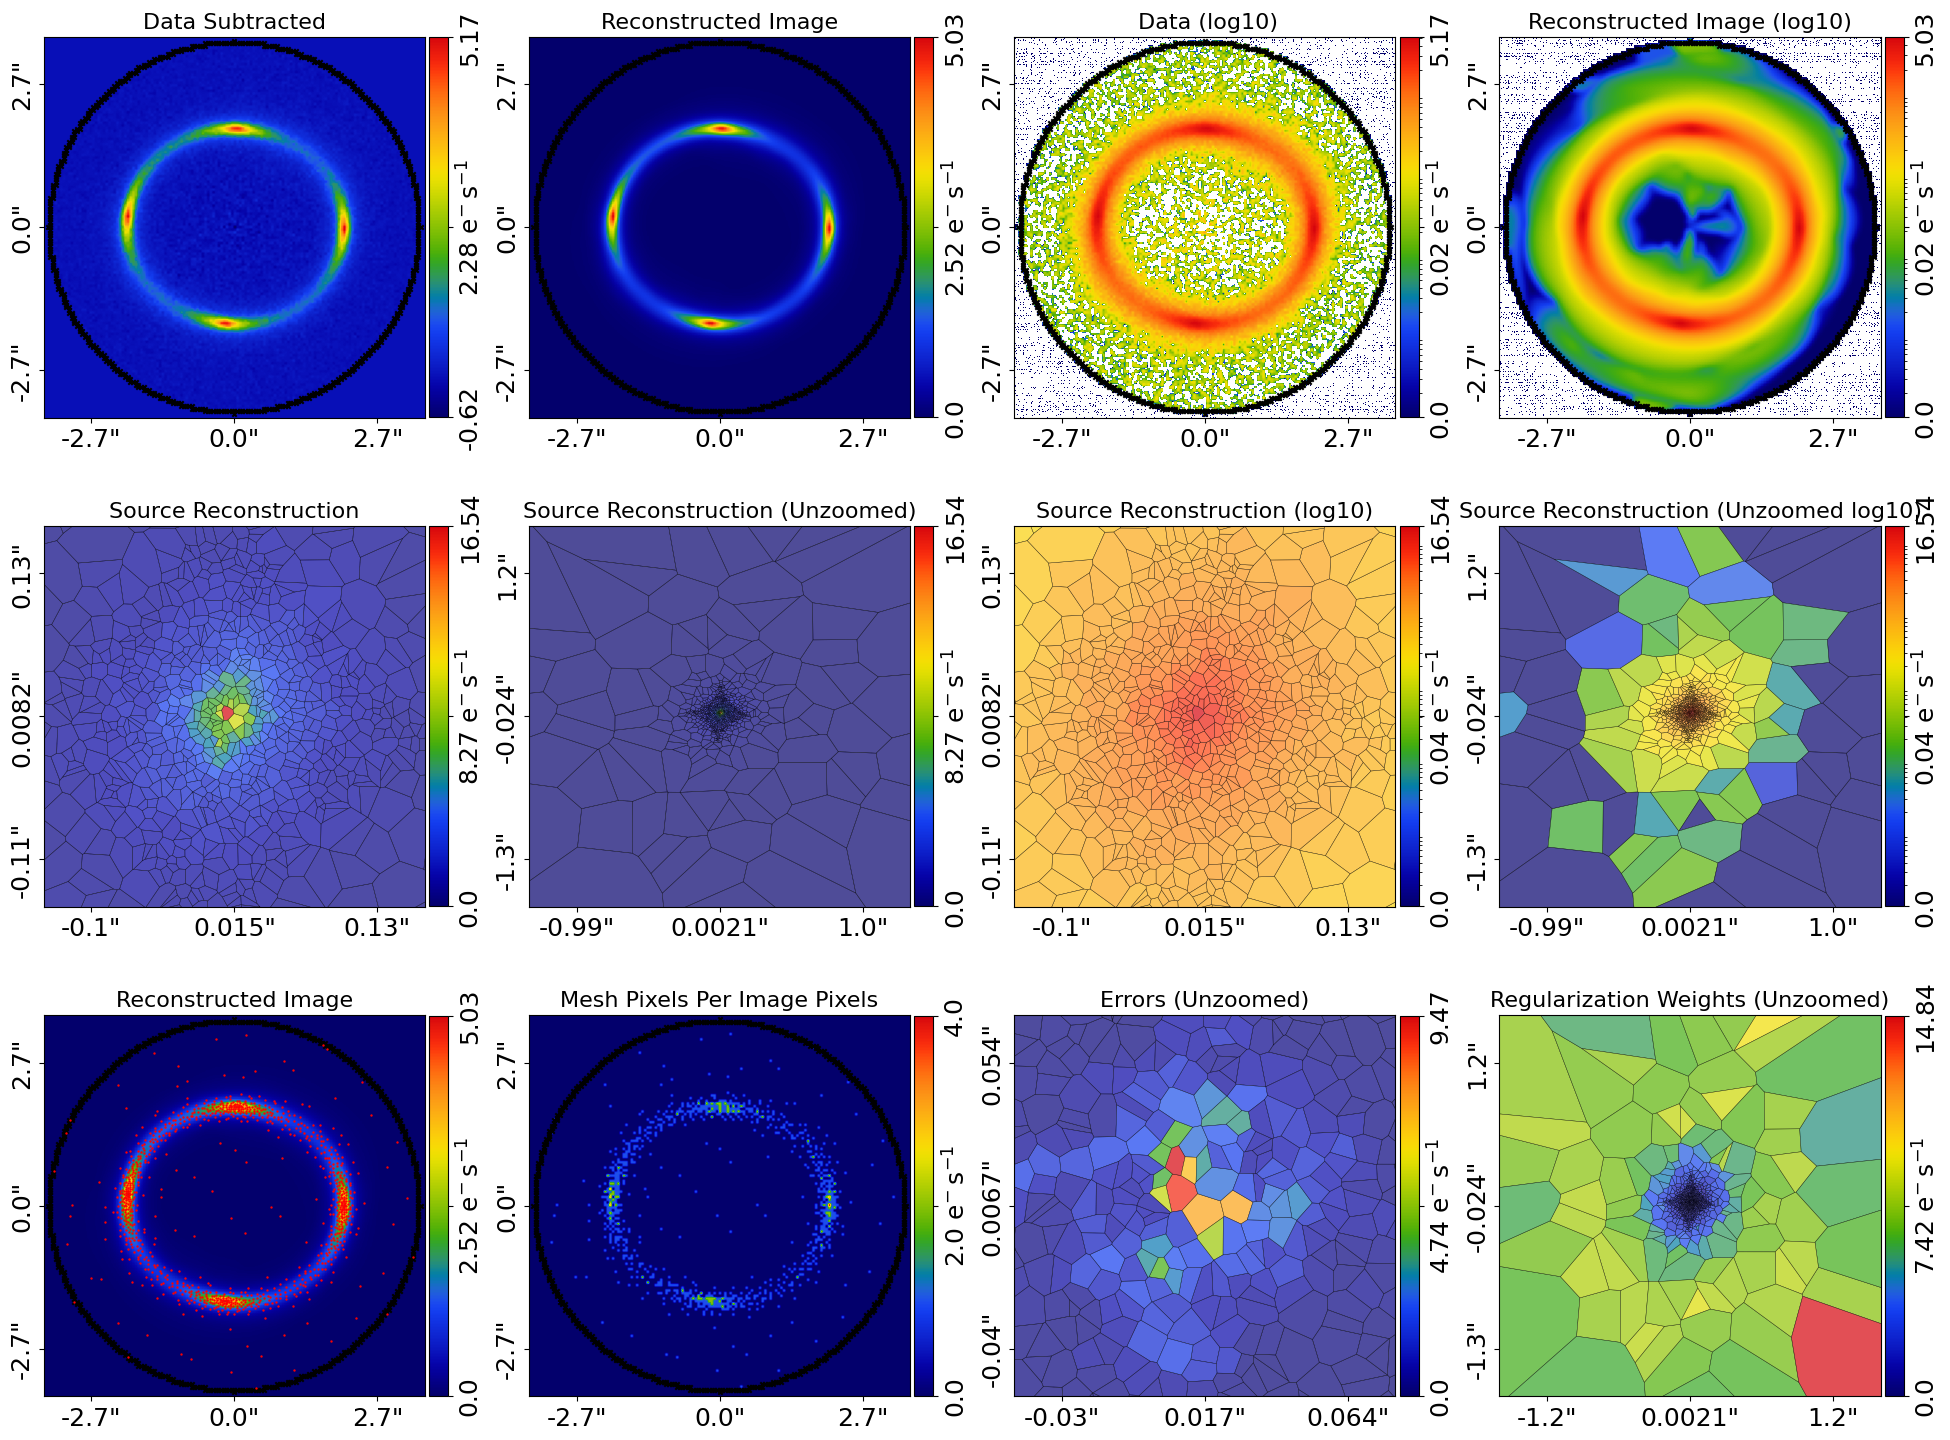 Data Subtracted
2.7"
0.0"
-2.7"
-2.7" 0.0" 2.7"
5.17
2.28 e⁻ s⁻¹
-0.62
Reconstructed Image
2.7"
0.0"
-2.7"
-2.7" 0.0" 2.7"
5.03
2.52 e⁻ s⁻¹
0.0
Data (log10)
2.7"
0.0"
-2.7"
-2.7" 0.0" 2.7"
5.17
0.02 e⁻ s⁻¹
0.0
Reconstructed Image (log10)
2.7"
0.0"
-2.7"
-2.7" 0.0" 2.7"
5.03
0.02 e⁻ s⁻¹
0.0
Source Reconstruction
0.13"
0.0082"
-0.11"
-0.1" 0.015" 0.13"
16.54
8.27 e⁻ s⁻¹
0.0
Source Reconstruction (Unzoomed)
1.2"
-0.024"
-1.3"
-0.99" 0.0021" 1.0"
16.54
8.27 e⁻ s⁻¹
0.0
Source Reconstruction (log10)
0.13"
0.0082"
-0.11"
-0.1" 0.015" 0.13"
16.54
0.04 e⁻ s⁻¹
0.0
Source Reconstruction (Unzoomed log10)
1.2"
-0.024"
-1.3"
-0.99" 0.0021" 1.0"
16.54
0.04 e⁻ s⁻¹
0.0
Reconstructed Image
2.7"
0.0"
-2.7"
-2.7" 0.0" 2.7"
5.03
2.52 e⁻ s⁻¹
0.0
Mesh Pixels Per Image Pixels
2.7"
0.0"
-2.7"
-2.7" 0.0" 2.7"
4.0
2.0 e⁻ s⁻¹
0.0
Errors (Unzoomed)
0.054"
0.0067"
-0.04"
-0.03" 0.017" 0.064"
9.47
4.74 e⁻ s⁻¹
0.0
Regularization Weights (Unzoomed)
1.2"
-0.024"
-1.3"
-1.2" 0.0021" 1.2"
14.84
7.42 e⁻ s⁻¹
0.0